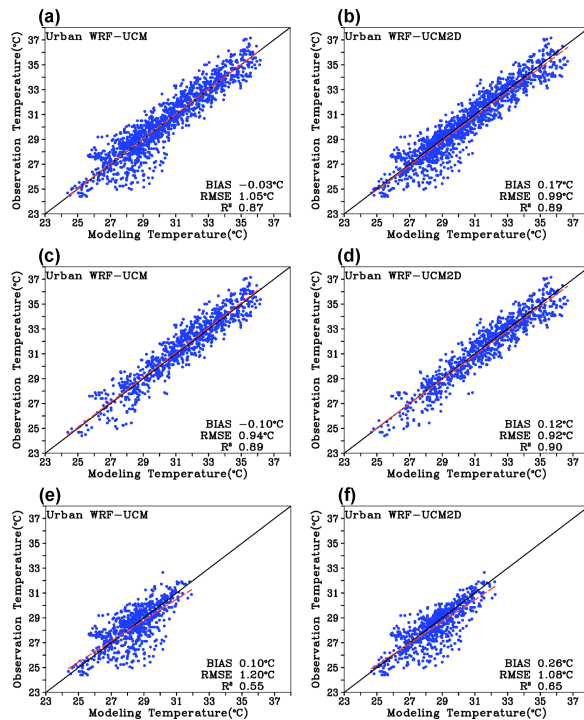 (a)
Urban WRF-UCM
Observation Temperature(°C)
37
35
33
31
29
27
25
23
BIAS −0.03°C
RMSE 1.05°C
R² 0.87
23 25 27 29 31 33 35 37
Modeling Temperature(°C)
(b)
Urban WRF-UCM2D
Observation Temperature(°C)
37
35
33
31
29
27
25
23
BIAS 0.17°C
RMSE 0.99°C
R² 0.89
23 25 27 29 31 33 35 37
Modeling Temperature(°C)
(c)
Urban WRF-UCM
Observation Temperature(°C)
37
35
33
31
29
27
25
23
BIAS −0.10°C
RMSE 0.94°C
R² 0.89
23 25 27 29 31 33 35 37
Modeling Temperature(°C)
(d)
Urban WRF-UCM2D
Observation Temperature(°C)
37
35
33
31
29
27
25
23
BIAS 0.12°C
RMSE 0.92°C
R² 0.90
23 25 27 29 31 33 35 37
Modeling Temperature(°C)
(e)
Urban WRF-UCM
Observation Temperature(°C)
37
35
33
31
29
27
25
23
BIAS 0.10°C
RMSE 1.20°C
R² 0.55
23 25 27 29 31 33 35 37
Modeling Temperature(°C)
(f)
Urban WRF-UCM2D
Observation Temperature(°C)
37
35
33
31
29
27
25
23
BIAS 0.26°C
RMSE 1.08°C
R² 0.65
23 25 27 29 31 33 35 37
Modeling Temperature(°C)